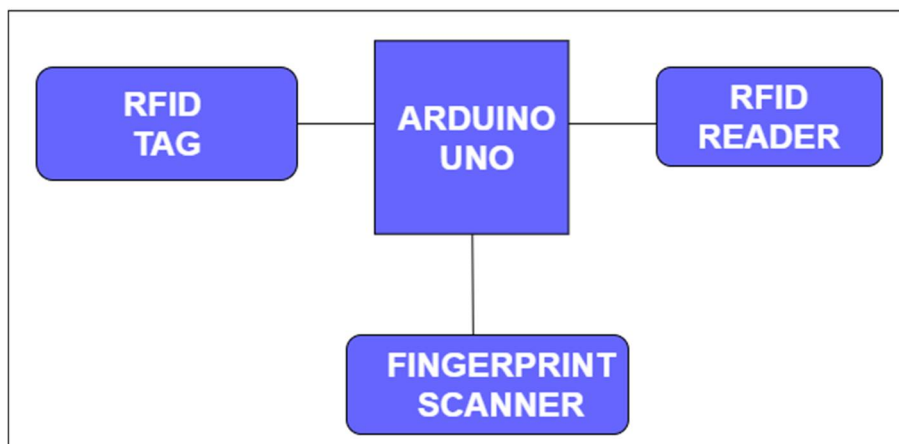 RFID
TAG
ARDUINO
UNO
RFID
READER
FINGERPRINT
SCANNER